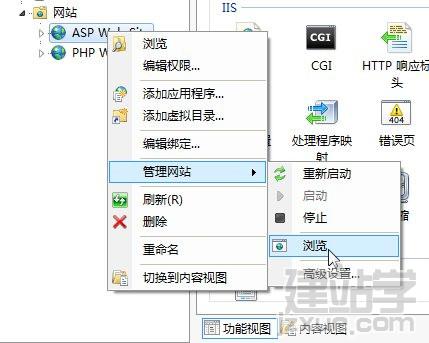 网站
ASP Web Sit
PHP W
浏览
编辑权限...
添加应用程序...
添加虚拟目录...
编辑绑定...
管理网站
刷新(R)
删除
重命名
切换到内容视图
重新启动
启动
停止
浏览
高级设置...
IIS
CGI
HTTP 响应标
头
处理程序映
射
404
错误页
功能视图
内容视图
建站学
jzxue.com